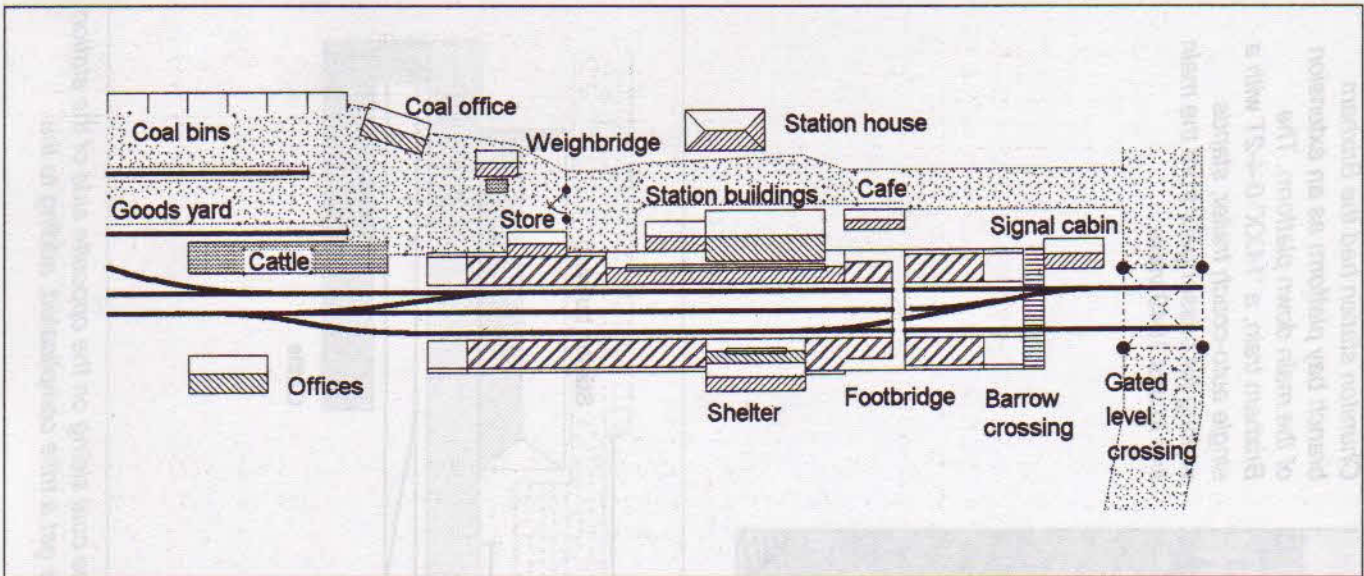 Coal office
Coal bins
Weighbridge
Station house
Goods yard
Store
Station buildings
Cafe
Signal cabin
Cattle
Offices
Shelter
Footbridge
Barrow
crossing
Gated
level
crossing